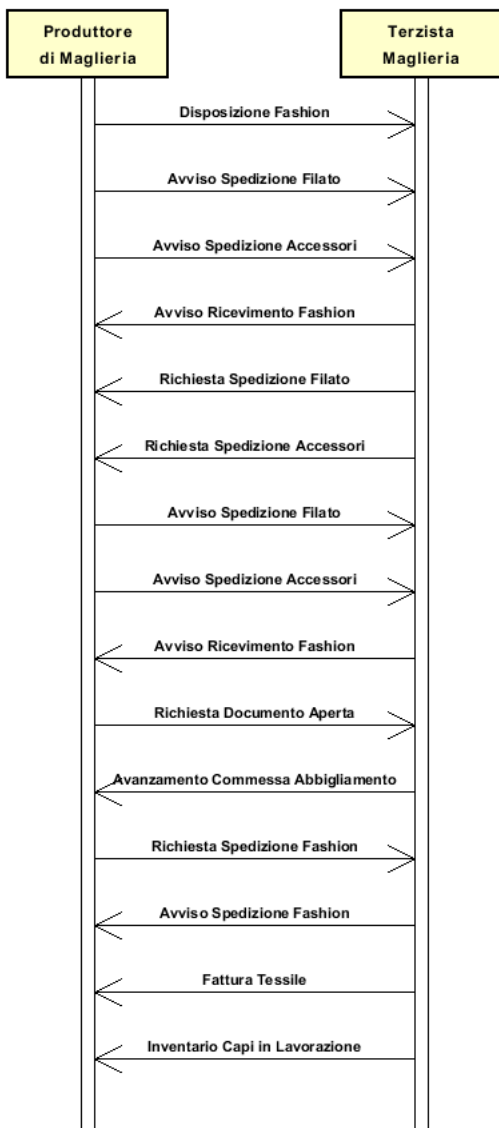 Produttore
di Maglieria
Terzista
Maglieria
Disposizione Fashion
Avviso Spedizione Filato
Avviso Spedizione Accessori
Avviso Ricevimento Fashion
Richiesta Spedizione Filato
Richiesta Spedizione Accessori
Avviso Spedizione Filato
Avviso Spedizione Accessori
Avviso Ricevimento Fashion
Richiesta Documento Aperta
Avanzamento Commessa Abbigliamento
Richiesta Spedizione Fashion
Avviso Spedizione Fashion
Fattura Tessile
Inventario Capi in Lavorazione